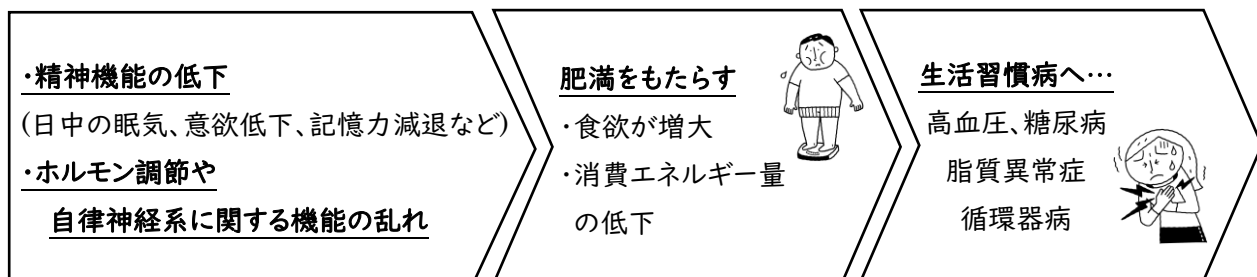 ・精神機能の低下
(日中の眠気、意欲低下、記憶力減退など)
・ホルモン調節や
自律神経系に関する機能の乱れ
肥満をもたらす
・食欲が増大
・消費エネルギー量
の低下
生活習慣病へ…
高血圧、糖尿病
脂質異常症
循環器病